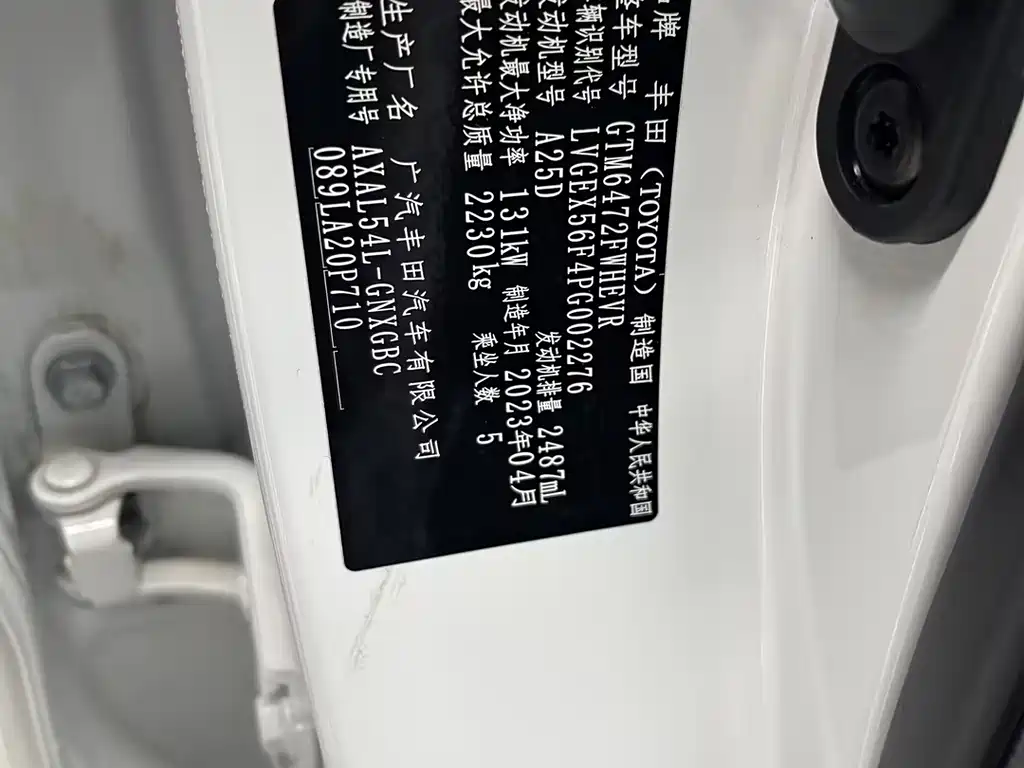 品牌 丰田(TOYOTA) 制造国 中华人民共和国
整车型号 GTM6472FWHEVR
车辆识别代号 LVGEX56F4PG002276
发动机型号 A25D 发动机排量 2487mL
发动机最大净功率 131kW 制造年月 2023年04月
最大允许总质量 2230kg 乘坐人数 5
生产厂名 广汽丰田汽车有限公司
制造厂专用号 AXAL54L-GNXGBC
089LA20P710